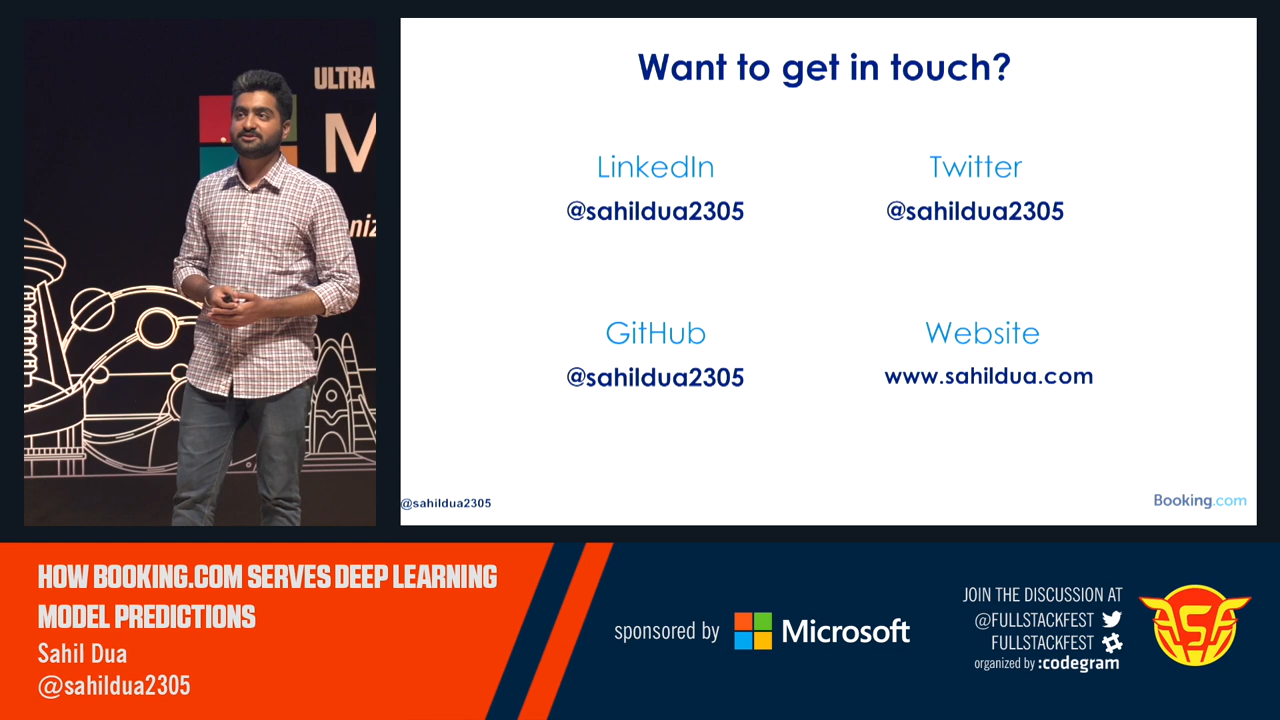 ULTRA
M
niz
Want to get in touch?
LinkedIn
@sahildua2305
Twitter
@sahildua2305
GitHub
@sahildua2305
Website
www.sahildua.com
@sahildua2305
Booking.com
HOW BOOKING.COM SERVES DEEP LEARNING
MODEL PREDICTIONS
Sahil Dua
@sahildua2305
sponsored by Microsoft
JOIN THE DISCUSSION AT
@FULLSTACKFEST
FULLSTACKFEST
organized by :codegram
FSF